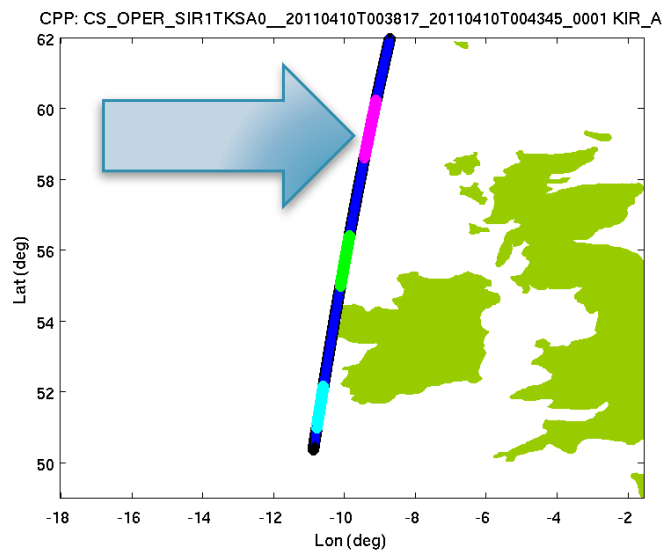 CPP: CS_OPER_SIR1TKSA0__20110410T003817_20110410T004345_0001 KIR_A
62
60
58
56
54
52
50
Lat (deg)
-18 -16 -14 -12 -10 -8 -6 -4 -2
Lon (deg)